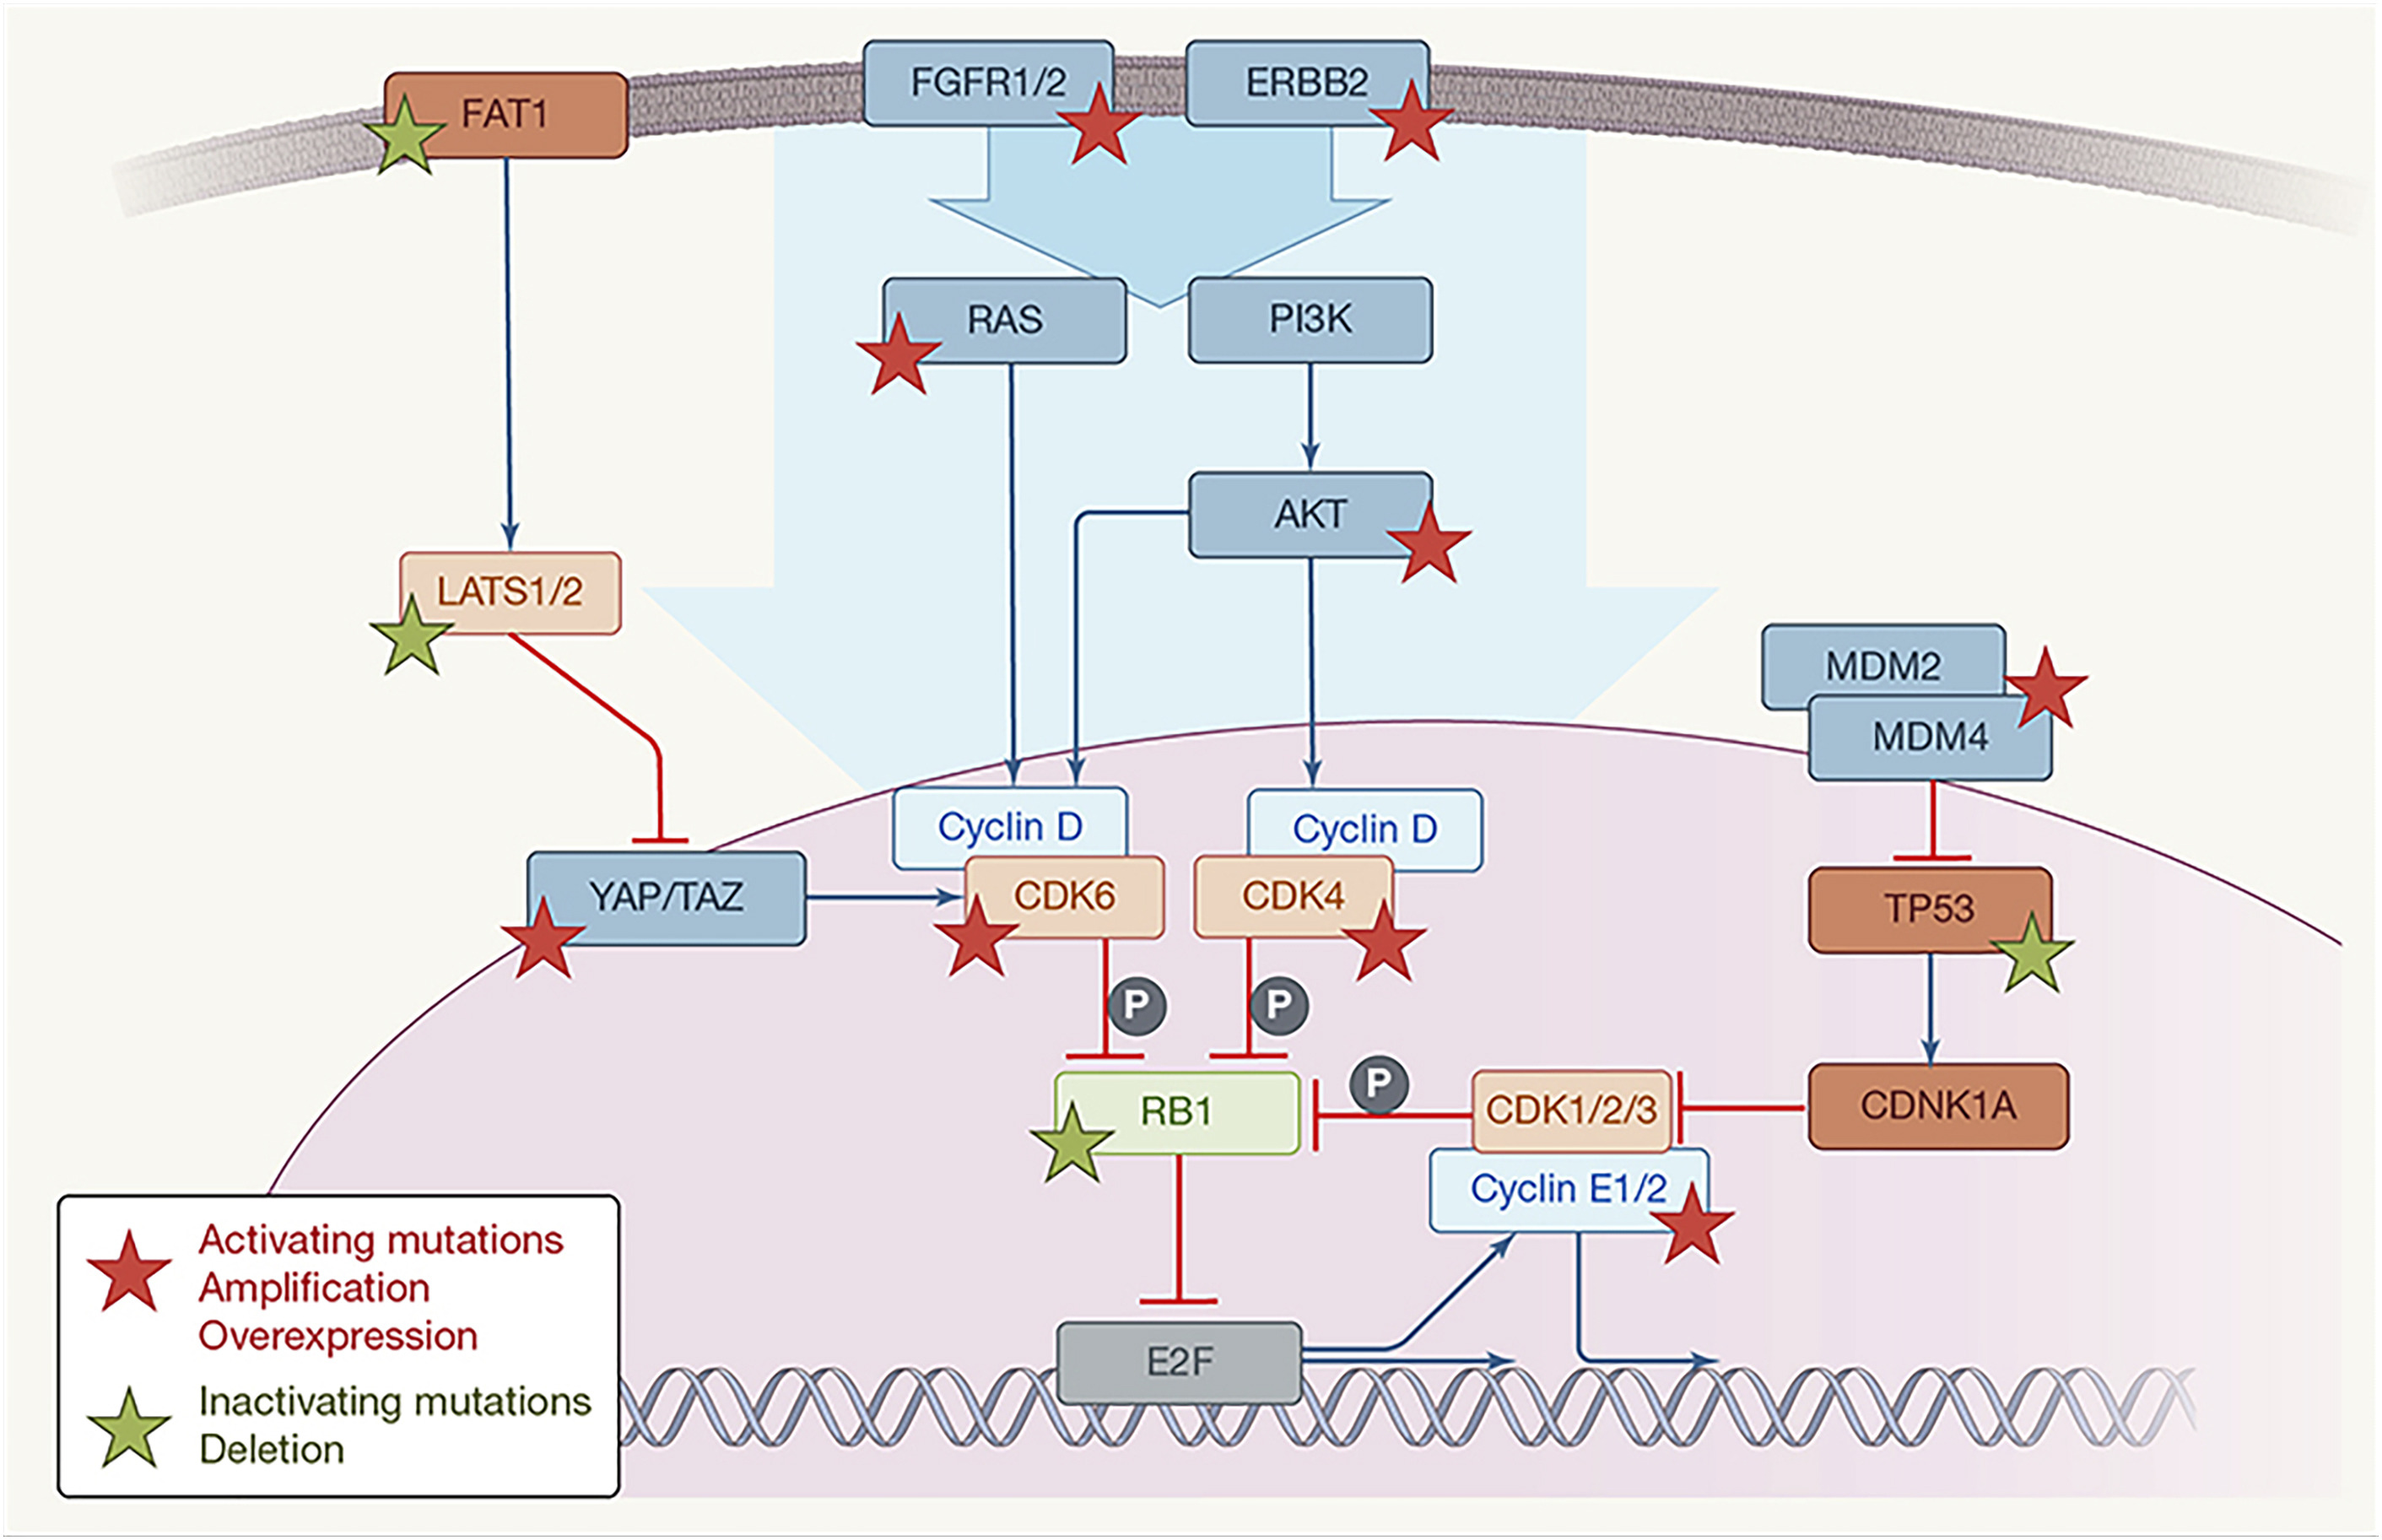 FAT1
FGFR1/2
ERBB2
RAS
PI3K
AKT
LATS1/2
MDM2
MDM4
Cyclin D
Cyclin D
YAP/TAZ
CDK6
CDK4
TP53
P
P
P
RB1
CDK1/2/3
CDNK1A
Cyclin E1/2
E2F
Activating mutations
Amplification
Overexpression
Inactivating mutations
Deletion